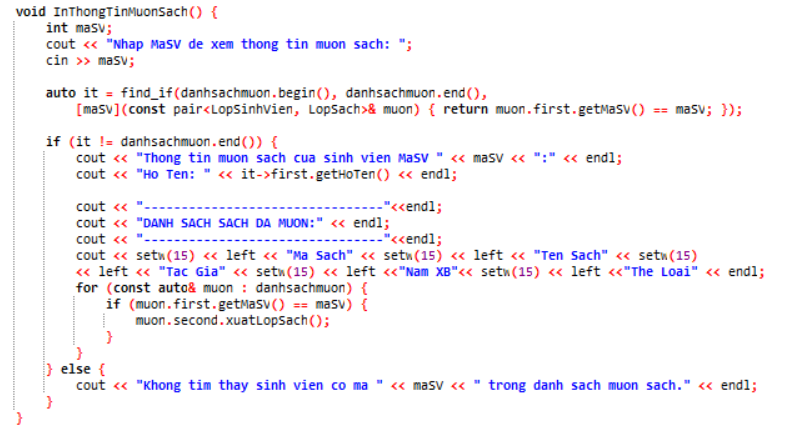 void InThongTinMuonSach() {
    int maSV;
    cout << "Nhap MaSV de xem thong tin muon sach: ";
    cin >> maSV;

    auto it = find_if(danhsachmuon.begin(), danhsachmuon.end(),
        [maSV](const pair<LopSinhVien, LopSach>& muon) { return muon.first.getMaSV() == maSV; });

    if (it != danhsachmuon.end()) {
        cout << "Thong tin muon sach cua sinh vien MaSV " << maSV << ":" << endl;
        cout << "Ho Ten: " << it->first.getHoTen() << endl;

        cout << "--------------------------------"<<endl;
        cout << "DANH SACH SACH DA MUON:" << endl;
        cout << "--------------------------------"<<endl;
        cout << setw(15) << left << "Ma Sach" << setw(15) << left << "Ten Sach" << setw(15)
        << left << "Tac Gia" << setw(15) << left <<"Nam XB"<< setw(15) << left <<"The Loai" << endl;
        for (const auto& muon : danhsachmuon) {
            if (muon.first.getMaSV() == maSV) {
                muon.second.xuatLopSach();
            }
        }
    } else {
        cout << "Khong tim thay sinh vien co ma " << maSV << " trong danh sach muon sach." << endl;
    }
}